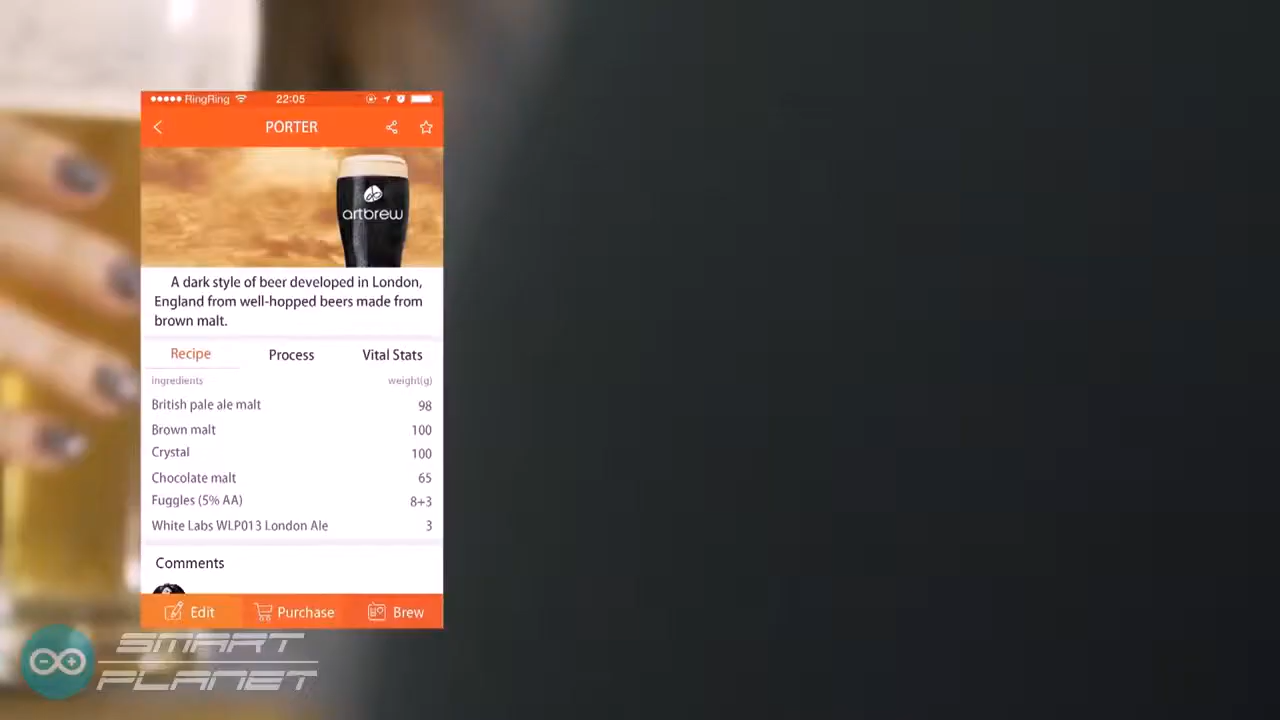 RingRing 22:05
PORTER
artbrew
A dark style of beer developed in London,
England from well-hopped beers made from
brown malt.
Recipe Process Vital Stats
ingredients weight(g)
British pale ale malt 98
Brown malt 100
Crystal 100
Chocolate malt 65
Fuggles (5% AA) 8+3
White Labs WLP013 London Ale 3
Comments
Edit Purchase Brew
SMART
PLANET